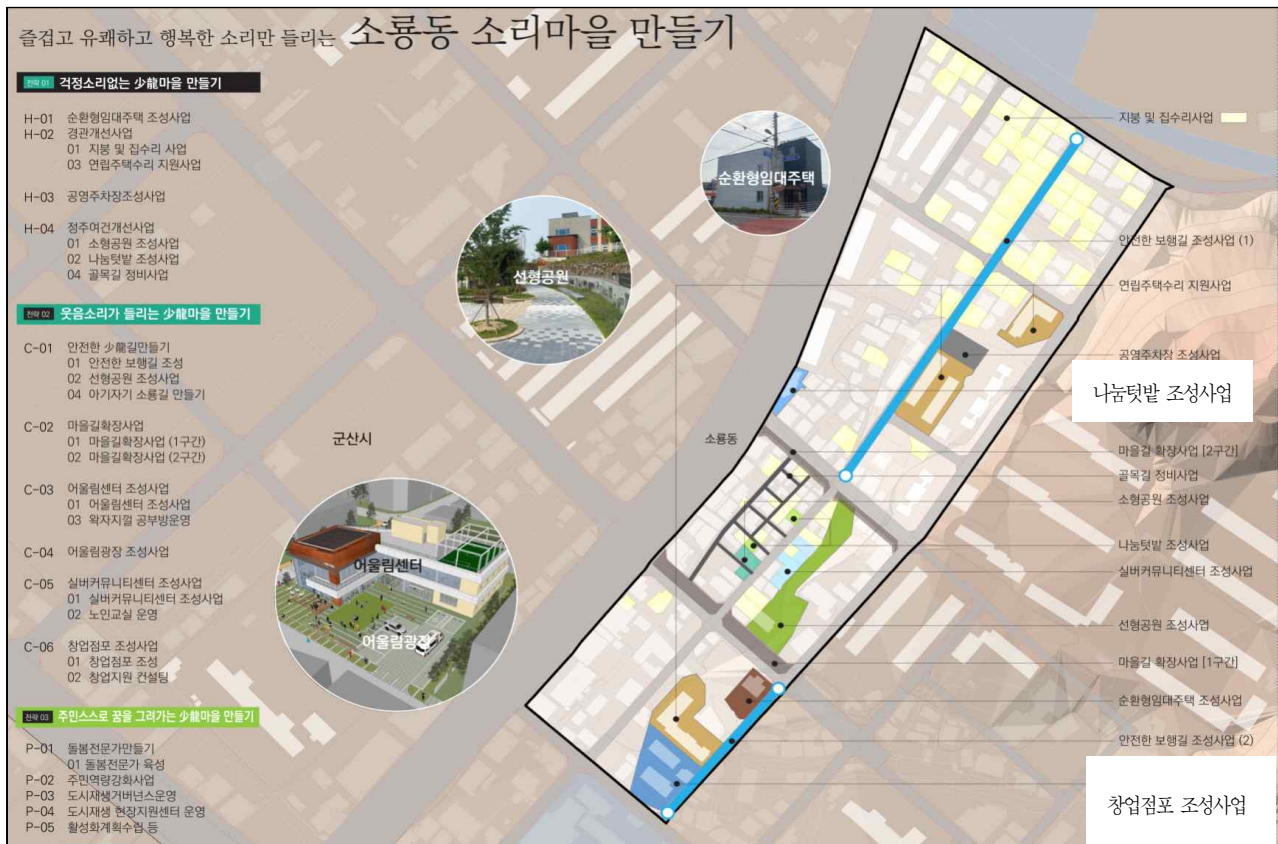 즐겁고 유쾌하고 행복한 소리만 들리는 소룡동 소리마을 만들기
전략 01 걱정소리없는 少龍마을 만들기
H-01 순환형임대주택 조성사업
H-02 경관개선사업
01 지붕 및 집수리 사업
03 연립주택수리 지원사업
H-03 공영주차장조성사업
H-04 정주여건개선사업
01 소형공원 조성사업
02 나눔텃밭 조성사업
04 골목길 정비사업
전략 02 웃음소리가 들리는 少龍마을 만들기
C-01 안전한 少龍길만들기
01 안전한 보행길 조성
02 선형공원 조성사업
04 아기자기 소룡길 만들기
C-02 마을길확장사업
01 마을길확장사업 (1구간)
02 마을길확장사업 (2구간)
C-03 어울림센터 조성사업
01 어울림센터 조성사업
03 왁자지껄 공부방운영
C-04 어울림광장 조성사업
C-05 실버커뮤니티센터 조성사업
01 실버커뮤니티센터 조성사업
02 노인교실 운영
C-06 창업점포 조성사업
01 창업점포 조성
02 창업지원 컨설팅
전략 03 주민스스로 꿈을 그려가는 少龍마을 만들기
P-01 돌봄전문가만들기
01 돌봄전문가 육성
P-02 주민역량강화사업
P-03 도시재생거버넌스운영
P-04 도시재생 현장지원센터 운영
P-05 활성화계획수립 등
순환형임대주택
선형공원
군산시
소룡동
어울림센터
어울림광장
지붕 및 집수리사업
안전한 보행길 조성사업 (1)
연립주택수리 지원사업
공영주차장 조성사업
나눔텃밭 조성사업
마을길 확장사업 [2구간]
골목길 정비사업
소형공원 조성사업
나눔텃밭 조성사업
실버커뮤니티센터 조성사업
선형공원 조성사업
마을길 확장사업 [1구간]
순환형임대주택 조성사업
안전한 보행길 조성사업 (2)
창업점포 조성사업